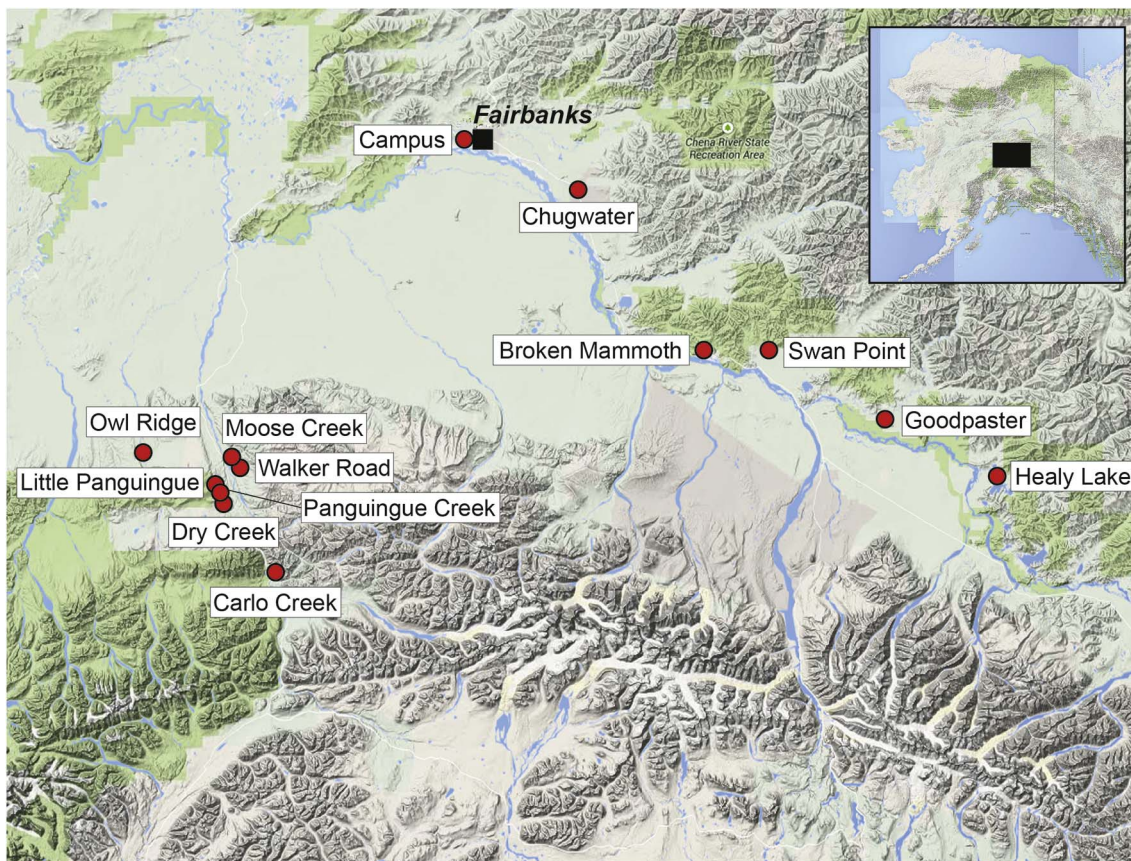 Fairbanks
Campus
Chena River State
Recreation Area
Chugwater
Broken Mammoth
Swan Point
Goodpaster
Owl Ridge
Moose Creek
Walker Road
Healy Lake
Little Panguingue
Panguingue Creek
Dry Creek
Carlo Creek